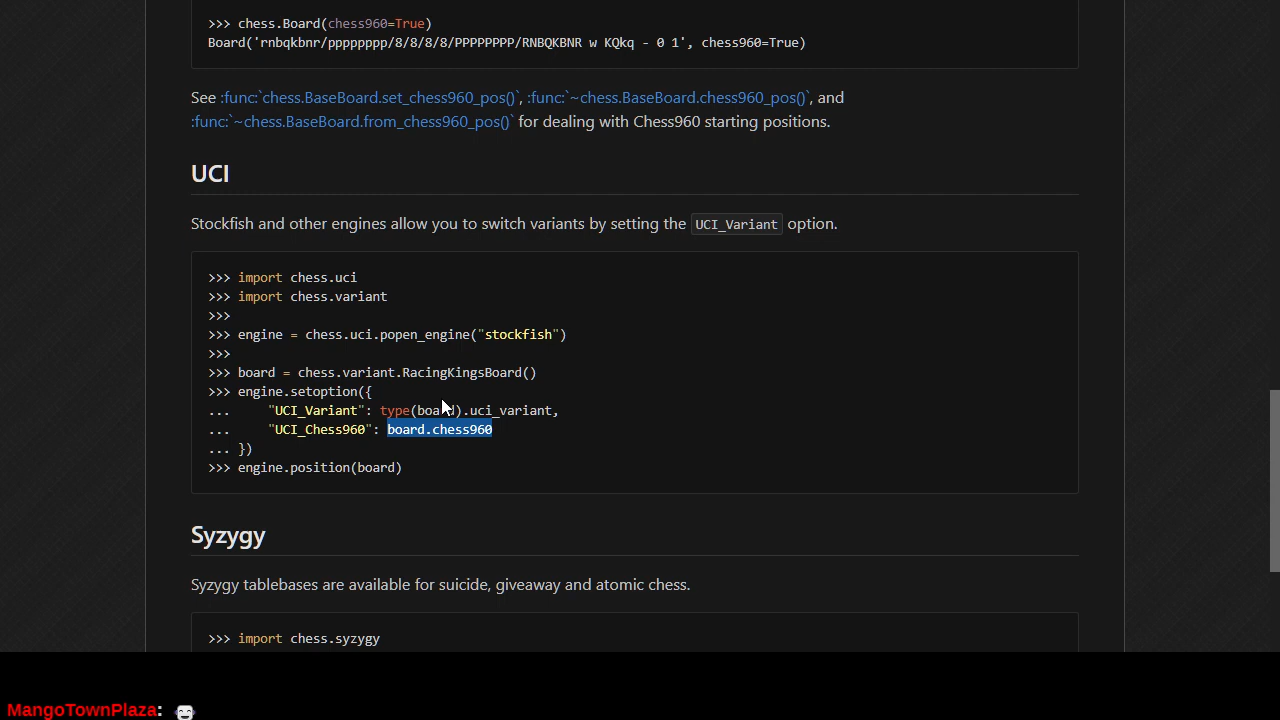 >>> chess.Board(chess960=True)
Board('rnbqkbnr/pppppppp/8/8/8/8/PPPPPPPP/RNBQKBNR w KQkq - 0 1', chess960=True)
See :func:`chess.BaseBoard.set_chess960_pos()`, :func:`~chess.BaseBoard.chess960_pos()`, and
:func:`~chess.BaseBoard.from_chess960_pos()` for dealing with Chess960 starting positions.
UCI
Stockfish and other engines allow you to switch variants by setting the UCI_Variant option.
>>> import chess.uci
>>> import chess.variant
>>>
>>> engine = chess.uci.popen_engine("stockfish")
>>>
>>> board = chess.variant.RacingKingsBoard()
>>> engine.setoption({
...     "UCI_Variant": type(board).uci_variant,
...     "UCI_Chess960": board.chess960
... })
>>> engine.position(board)
Syzygy
Syzygy tablebases are available for suicide, giveaway and atomic chess.
>>> import chess.syzygy
MangoTownPlaza: